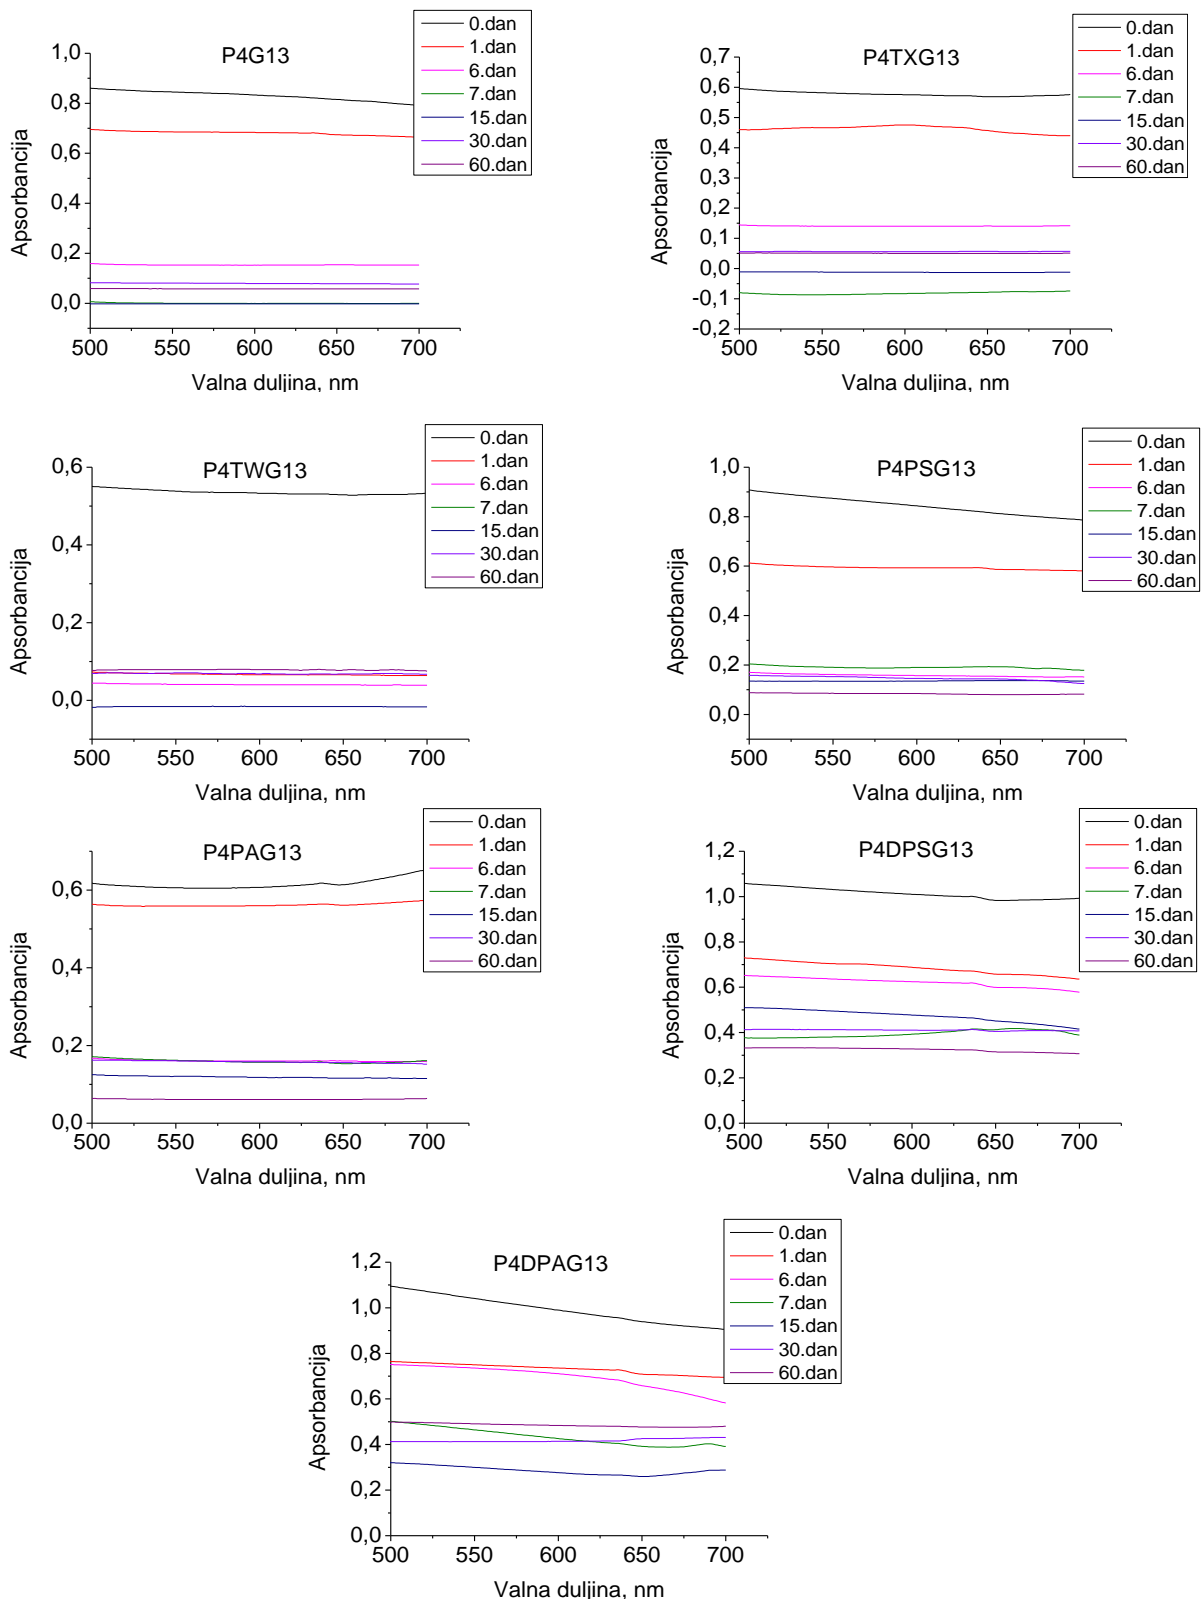 P4G13
0.dan
1.dan
6.dan
7.dan
15.dan
30.dan
60.dan
1,0
0,8
0,6
0,4
0,2
0,0
Apsorbancija
500 550 600 650 700
Valna duljina, nm
P4TXG13
0.dan
1.dan
6.dan
7.dan
15.dan
30.dan
60.dan
0,7
0,6
0,5
0,4
0,3
0,2
0,1
0,0
-0,1
-0,2
Apsorbancija
500 550 600 650 700
Valna duljina, nm
P4TWG13
0.dan
1.dan
6.dan
7.dan
15.dan
30.dan
60.dan
0,6
0,4
0,2
0,0
Apsorbancija
500 550 600 650 700
Valna duljina, nm
P4PSG13
0.dan
1.dan
6.dan
7.dan
15.dan
30.dan
60.dan
1,0
0,8
0,6
0,4
0,2
0,0
Apsorbancija
500 550 600 650 700
Valna duljina, nm
P4PAG13
0.dan
1.dan
6.dan
7.dan
15.dan
30.dan
60.dan
0,6
0,4
0,2
0,0
Apsorbancija
500 550 600 650 700
Valna duljina, nm
P4DPSG13
0.dan
1.dan
6.dan
7.dan
15.dan
30.dan
60.dan
1,2
1,0
0,8
0,6
0,4
0,2
0,0
Apsorbancija
500 550 600 650 700
Valna duljina, nm
P4DPAG13
0.dan
1.dan
6.dan
7.dan
15.dan
30.dan
60.dan
1,2
1,0
0,8
0,6
0,4
0,2
0,0
Apsorbancija
500 550 600 650 700
Valna duljina, nm